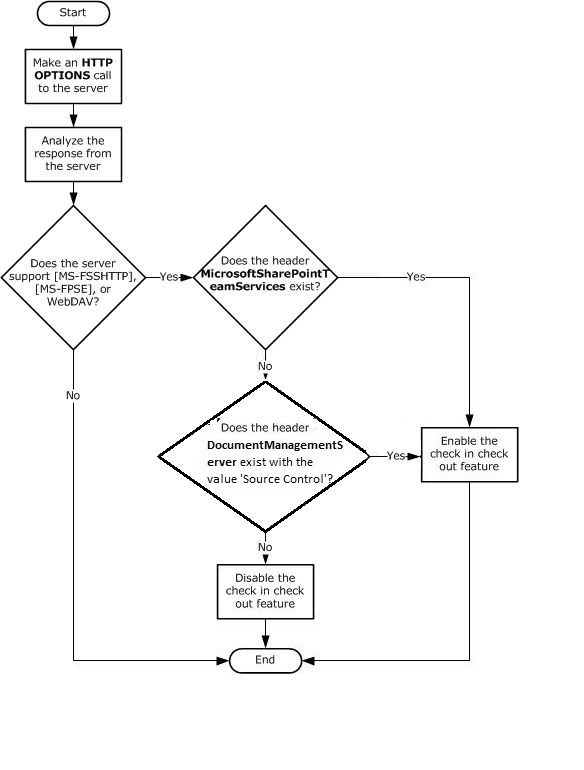 Start
Make an HTTP
OPTIONS call
to the server
Analyze the
response from
the server
Does the server
support [MS-FSSHTTP],
[MS-FPSE], or
WebDAV?
Yes
Does the header
MicrosoftSharePointT
eamServices exist?
Yes
No
No
Does the header
DocumentManagementS
erver exist with the
value 'Source Control'?
Yes
Enable the
check in check
out feature
No
Disable the
check in check
out feature
End